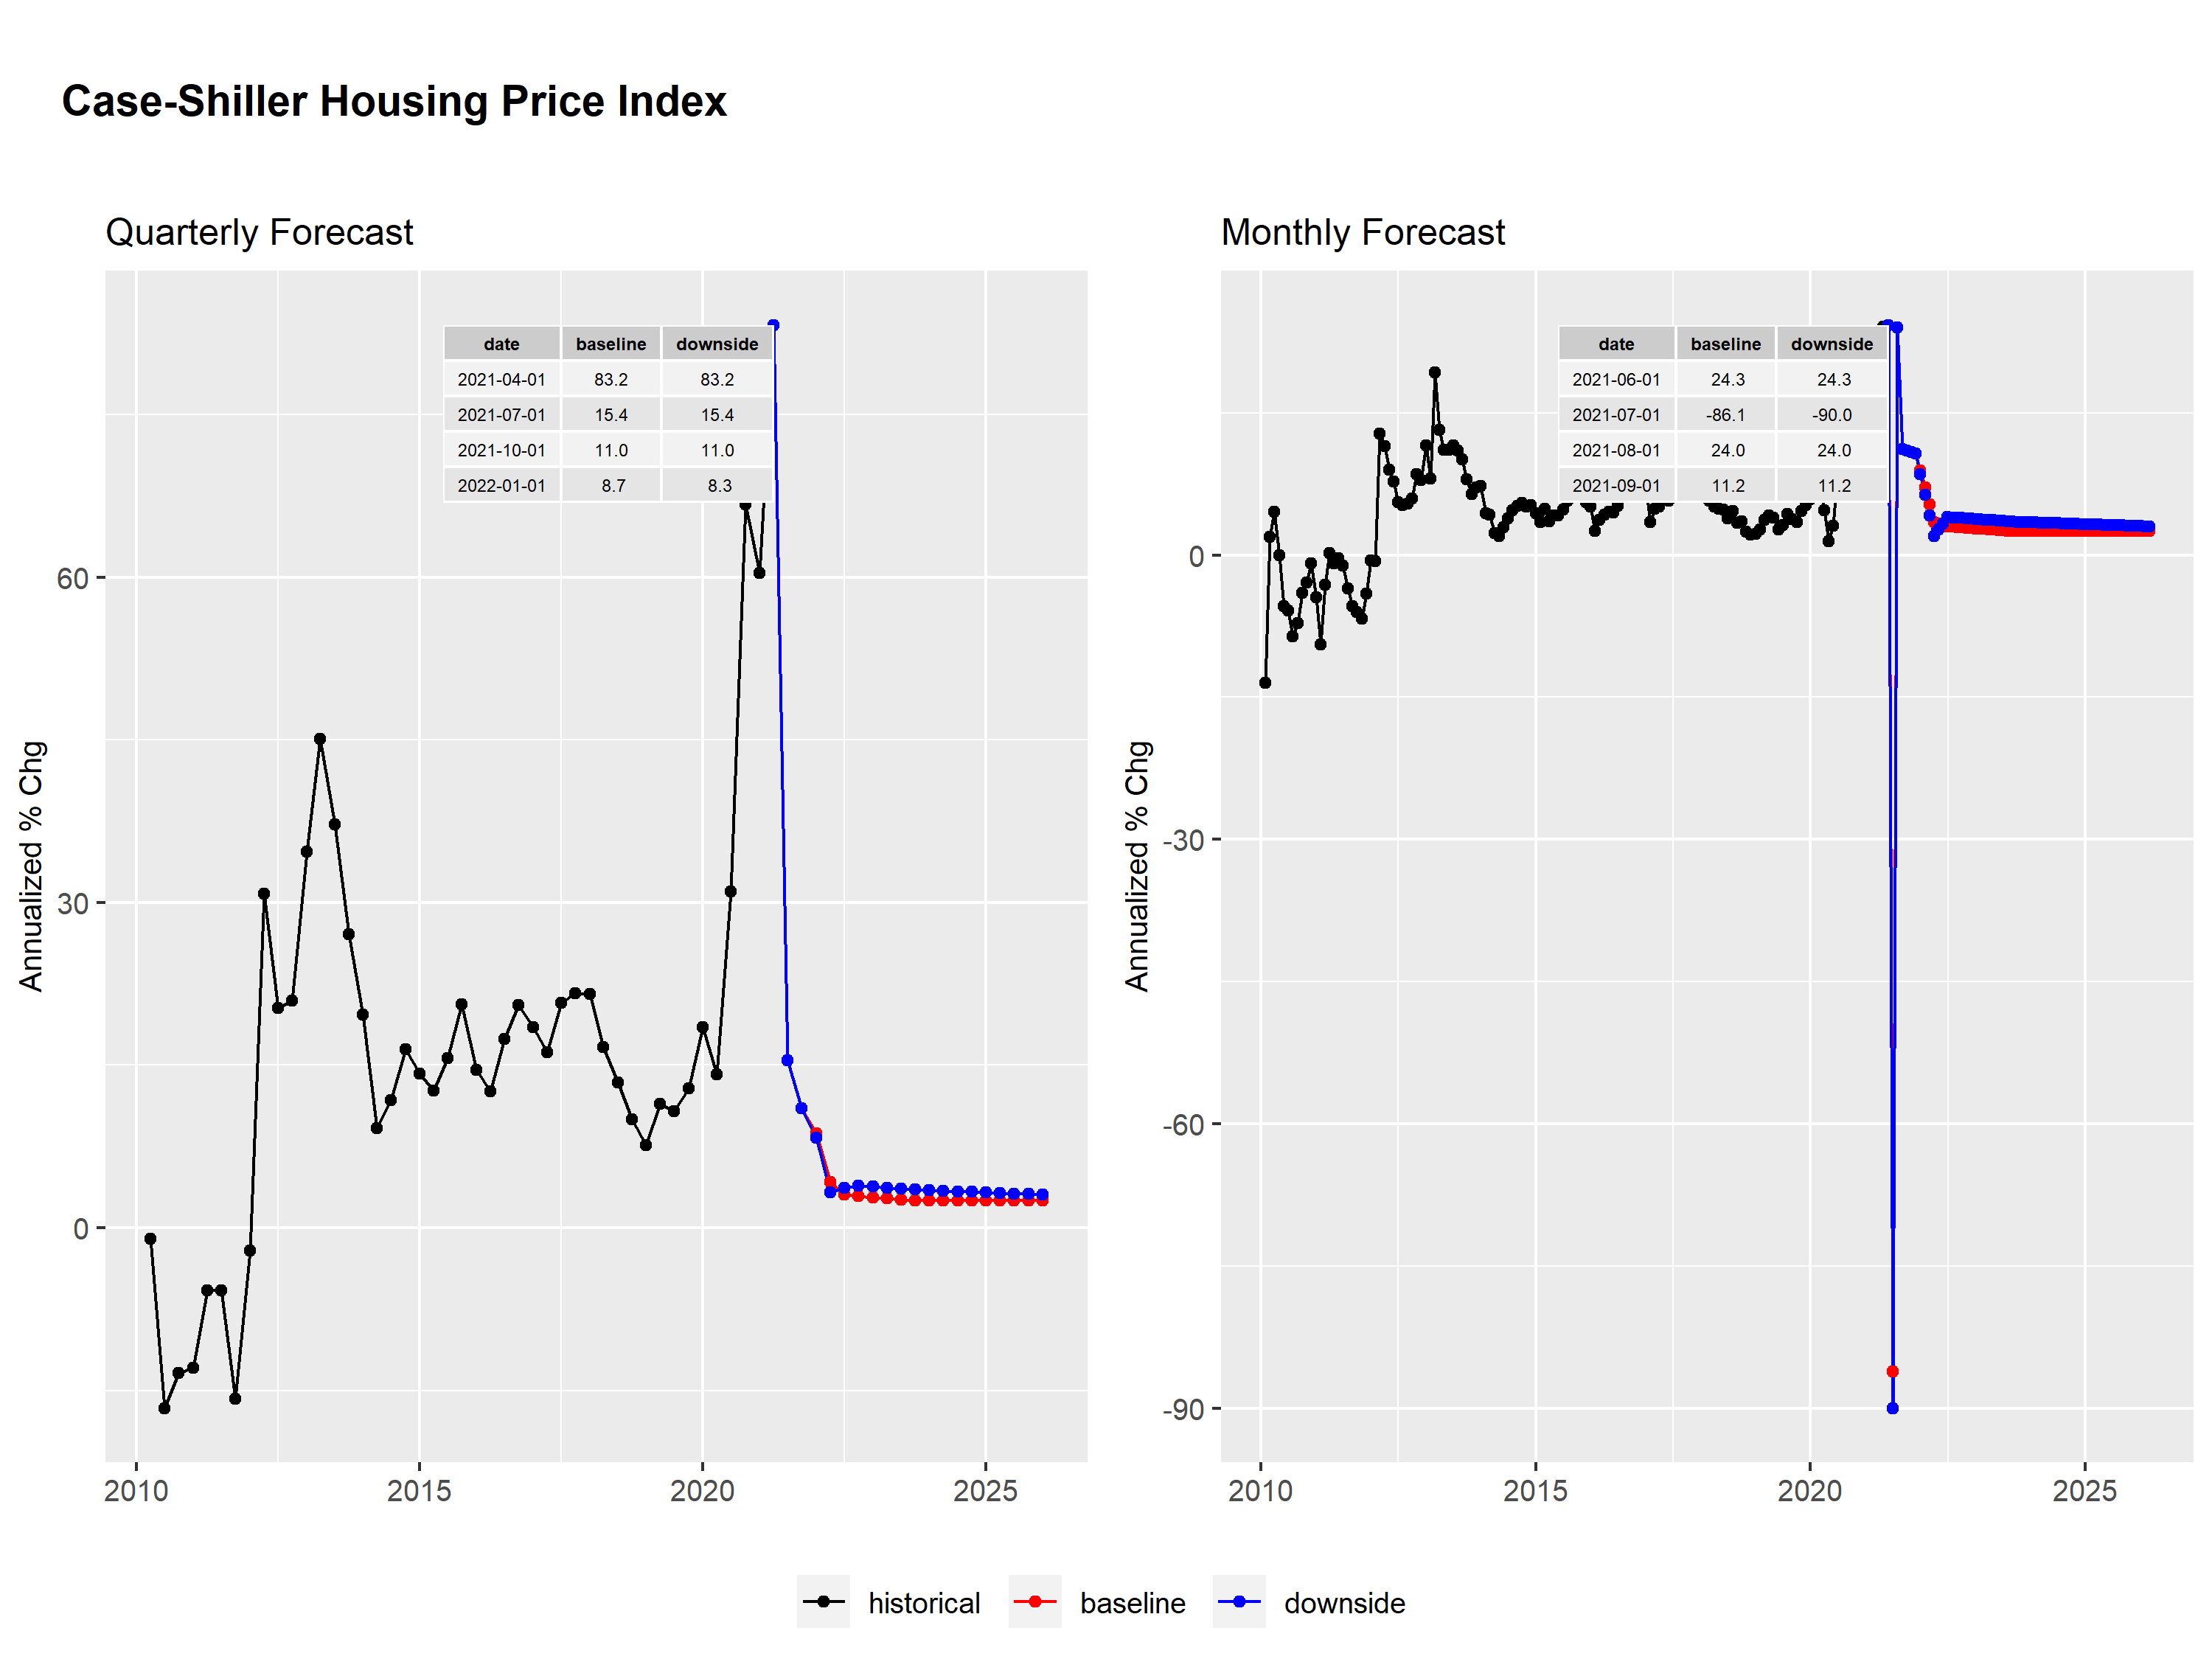 Case-Shiller Housing Price Index
Quarterly Forecast
Annualized % Chg
60
30
0
date baseline downside
2021-04-01 83.2 83.2
2021-07-01 15.4 15.4
2021-10-01 11.0 11.0
2022-01-01 8.7 8.3
2010 2015 2020 2025
Monthly Forecast
Annualized % Chg
0
-30
-60
-90
date baseline downside
2021-06-01 24.3 24.3
2021-07-01 -86.1 -90.0
2021-08-01 24.0 24.0
2021-09-01 11.2 11.2
2010 2015 2020 2025
historical baseline downside